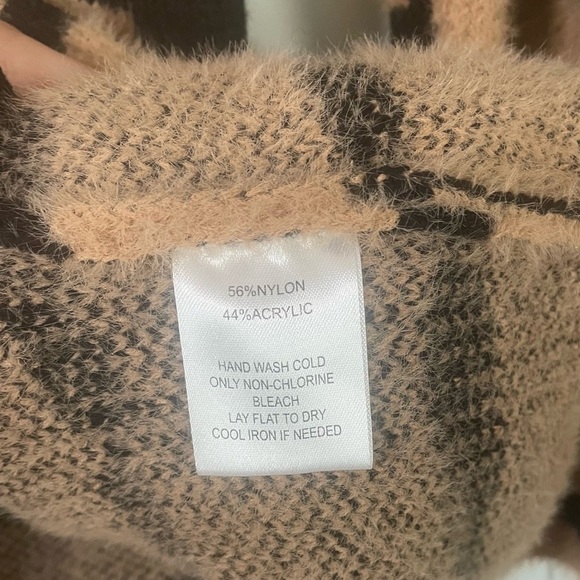 56%NYLON
44%ACRYLIC
HAND WASH COLD
ONLY NON-CHLORINE
BLEACH
LAY FLAT TO DRY
COOL IRON IF NEEDED